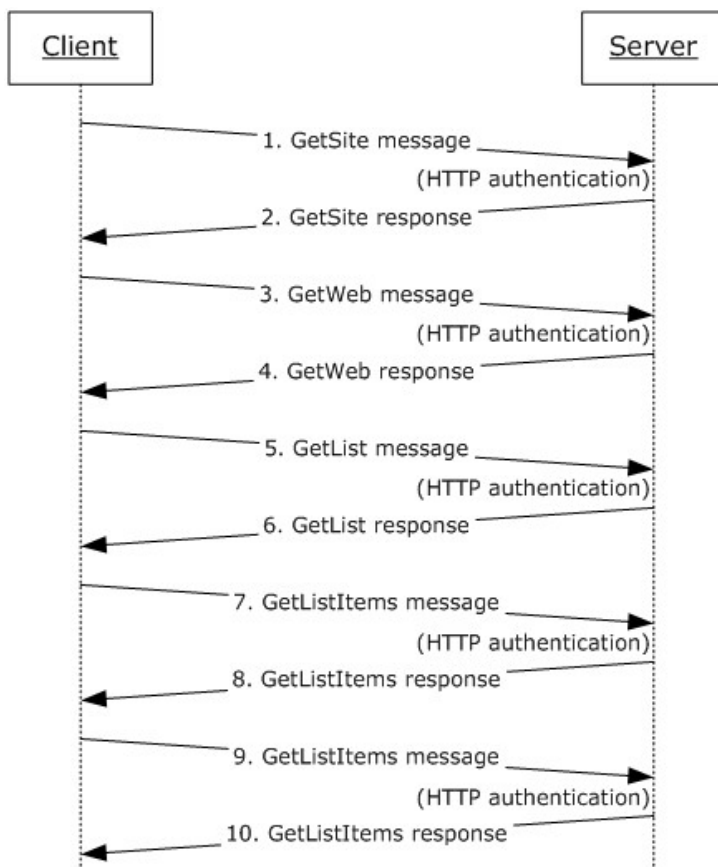 Client
Server
1. GetSite message
(HTTP authentication)
2. GetSite response
3. GetWeb message
(HTTP authentication)
4. GetWeb response
5. GetList message
(HTTP authentication)
6. GetList response
7. GetListItems message
(HTTP authentication)
8. GetListItems response
9. GetListItems message
(HTTP authentication)
10. GetListItems response